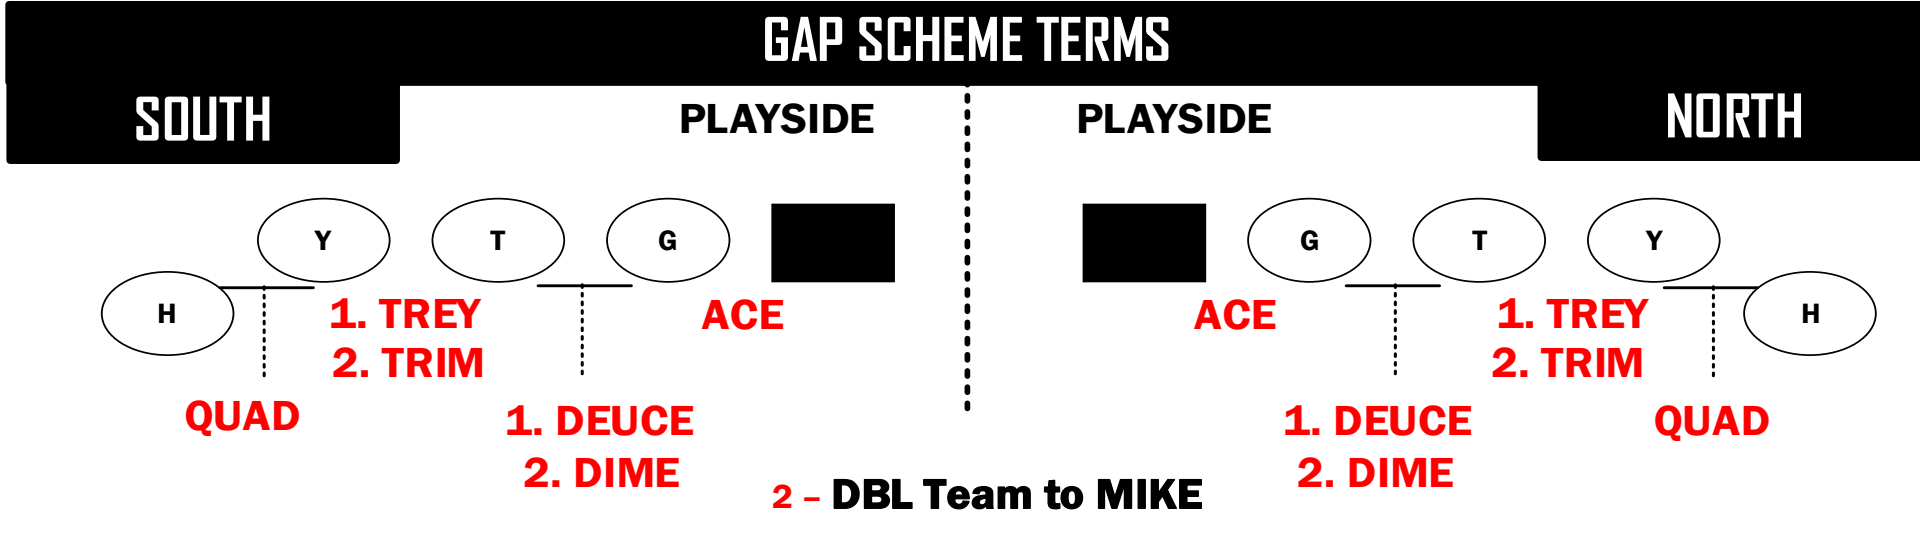 GAP SCHEME TERMS
SOUTH
PLAYSIDE
PLAYSIDE
NORTH
Y
T
G
G
T
Y
H
H
1. TREY
2. TRIM
ACE
ACE
1. TREY
2. TRIM
QUAD
1. DEUCE
2. DIME
1. DEUCE
2. DIME
QUAD
2 – DBL Team to MIKE